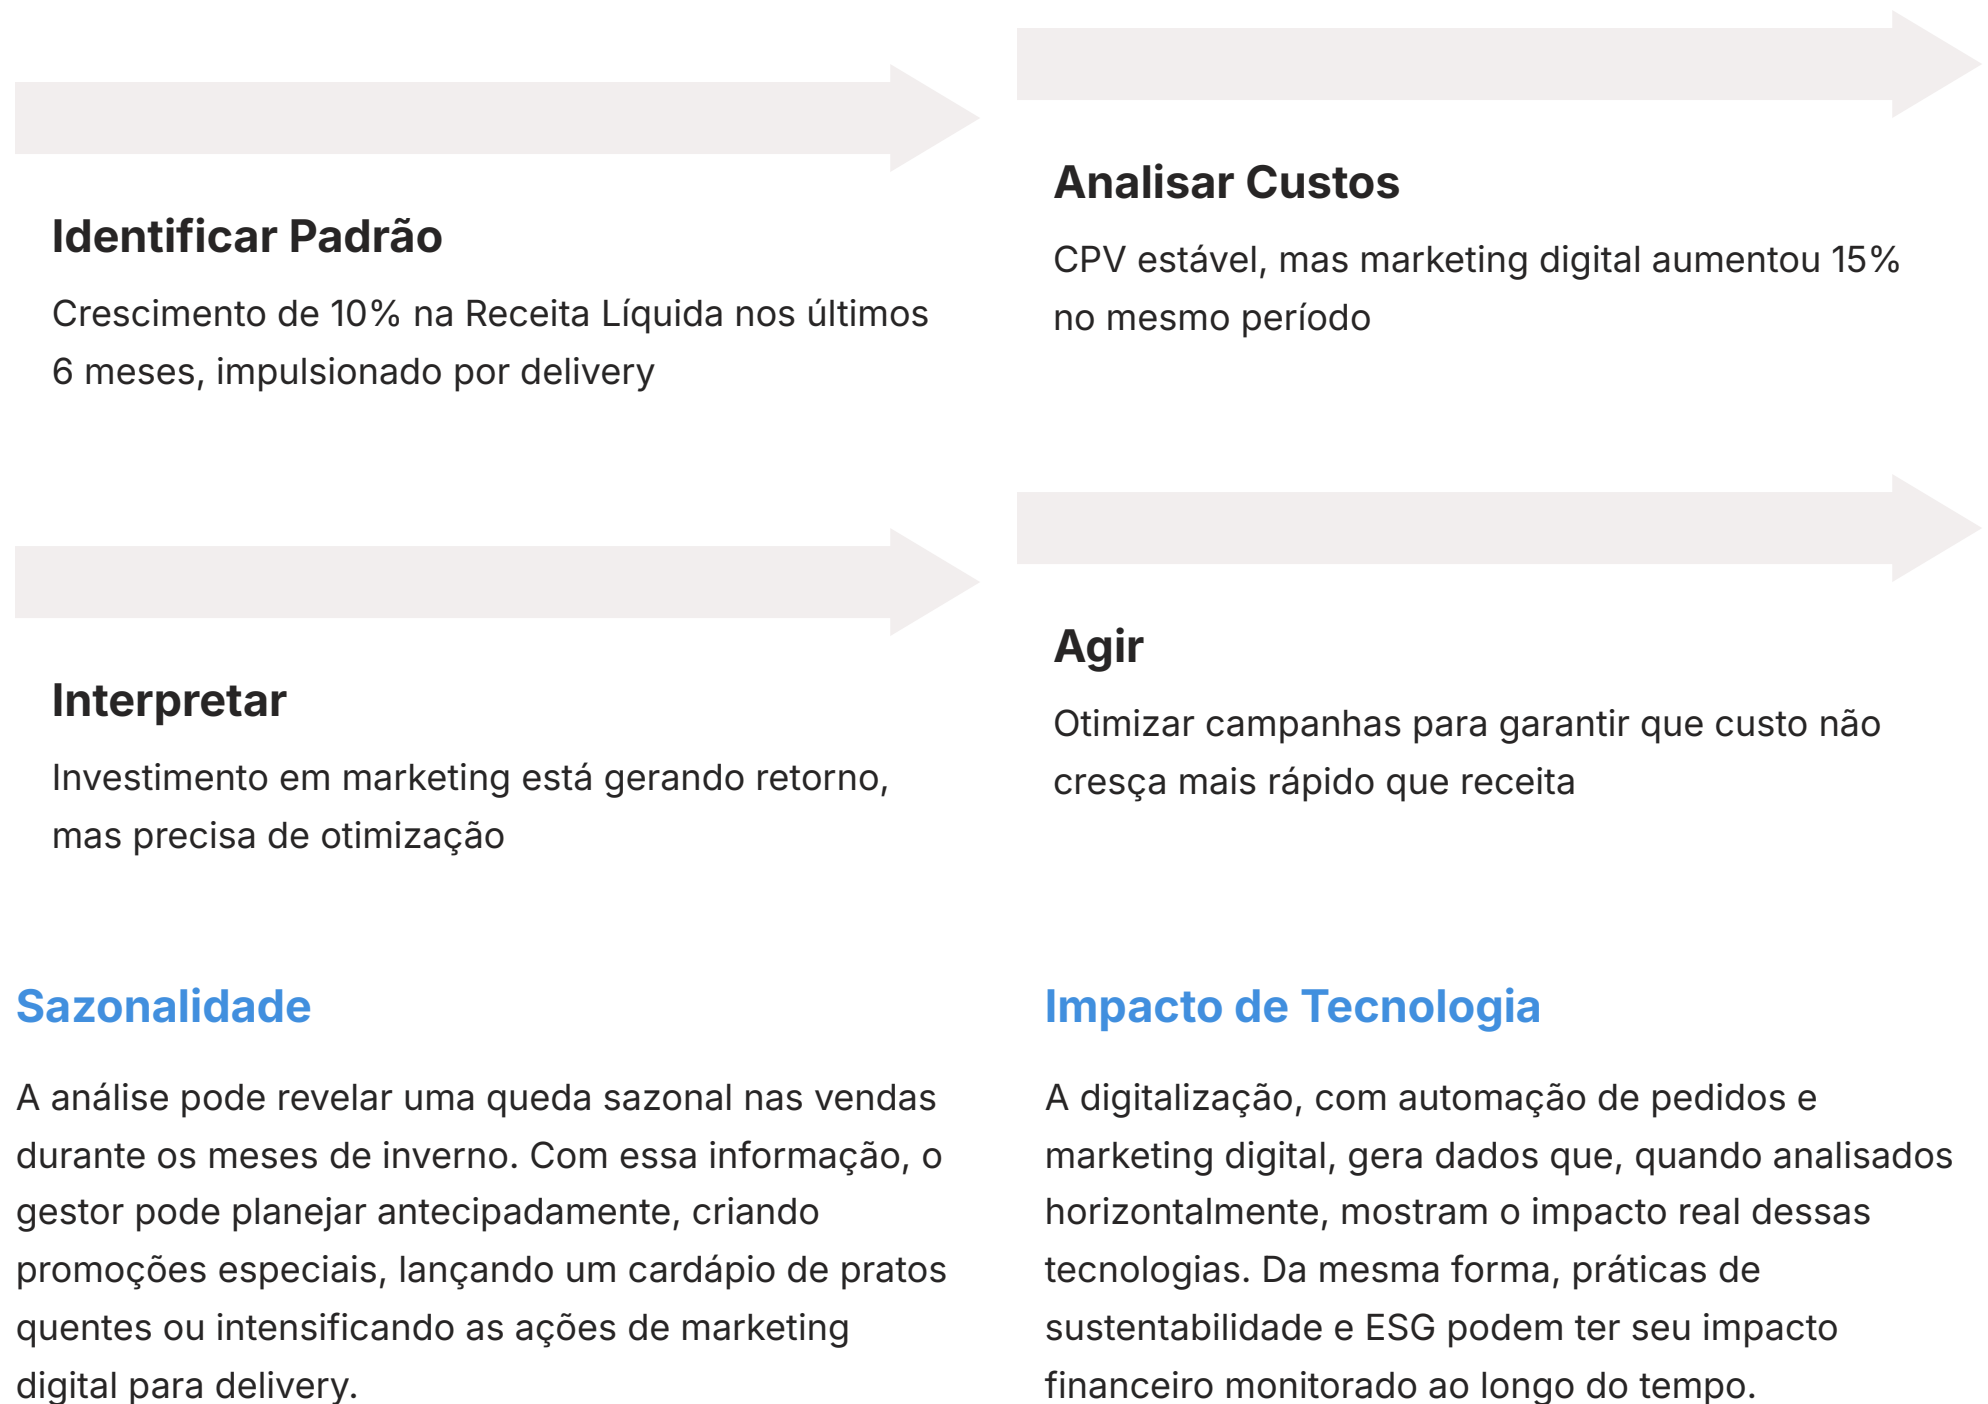 Identificar Padrão
Crescimento de 10% na Receita Líquida nos últimos
6 meses, impulsionado por delivery
Analisar Custos
CPV estável, mas marketing digital aumentou 15%
no mesmo período
Interpretar
Investimento em marketing está gerando retorno,
mas precisa de otimização
Agir
Otimizar campanhas para garantir que custo não
cresça mais rápido que receita
Sazonalidade
A análise pode revelar uma queda sazonal nas vendas
durante os meses de inverno. Com essa informação, o
gestor pode planejar antecipadamente, criando
promoções especiais, lançando um cardápio de pratos
quentes ou intensificando as ações de marketing
digital para delivery.
Impacto de Tecnologia
A digitalização, com automação de pedidos e
marketing digital, gera dados que, quando analisados
horizontalmente, mostram o impacto real dessas
tecnologias. Da mesma forma, práticas de
sustentabilidade e ESG podem ter seu impacto
financeiro monitorado ao longo do tempo.